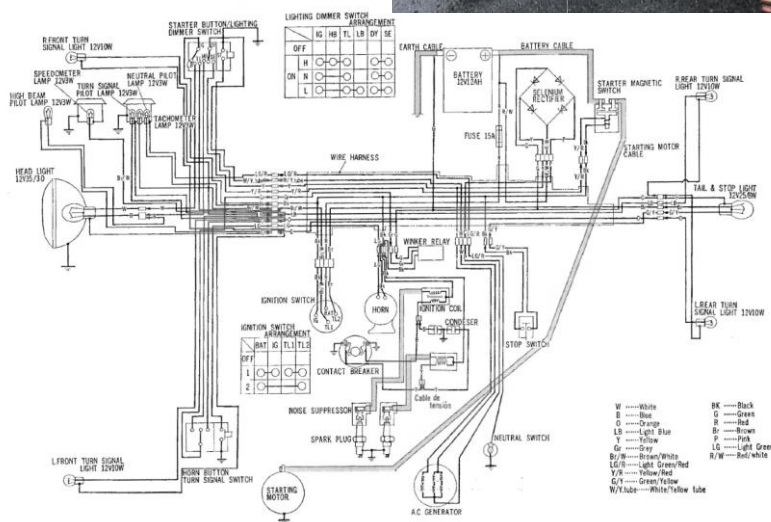 STARTER BUTTON/LIGHTING
DIMMER SWITCH
R.FRONT TURN
SIGNAL LIGHT 12V10W
SPEEDOMETER
PILOT LAMP 12V3W
TURN SIGNAL
PILOT LAMP 12V3W
NEUTRAL PILOT
LAMP 12V3W
HIGH BEAM
PILOT LAMP 12V3W
TACHOMETER
HEAD LIGHT
12V35/30
LIGHTING DIMMER SWITCH
ARRANGEMENT
IG HB TL LB DY SE
OFF
H
ON N
L
EARTH CABLE
BATTERY CABLE
BATTERY
12V12AH
SELENIUM
RECTIFIER
STARTER MAGNETIC
SWITCH
R.REAR TURN SIGNAL
LIGHT 12V10W
FUSE 15A
STARTING MOTOR
CABLE
WIRE HARNESS
TAIL & STOP LIGHT
WINKER RELAY
IGNITION SWITCH
HORN
IGNITION COIL
CONDESER
STOP SWITCH
L.REAR TURN
SIGNAL LIGHT 12V10W
IGNITION SWITCH
ARRANGEMENT
BAT IG TL1 TL2
OFF
1
2
CONTACT BREAKER
Cable de
tensión
NOISE SUPPRESSOR
SPARK PLUG
NEUTRAL SWITCH
HORN BUTTON
TURN SIGNAL SWITCH
L.FRONT TURN
SIGNAL LIGHT 12V10W
STARTING
MOTOR
A.C GENERATOR
W ······White
B ······Blue
O ······Orange
LB ······Light Blue
Y ······Yellow
Gr ······Grey
Br/W ······Brown/White
LG/R ······Light Green/Red
Y/R ······Yellow/Red
G/Y ······Green/Yellow
W/Y.tube ······White/Yellow tube
BK ······Black
G ······Green
R ······Red
Br ······Brown
P ······Pink
LG ······Light Green
R/W ······Red/white